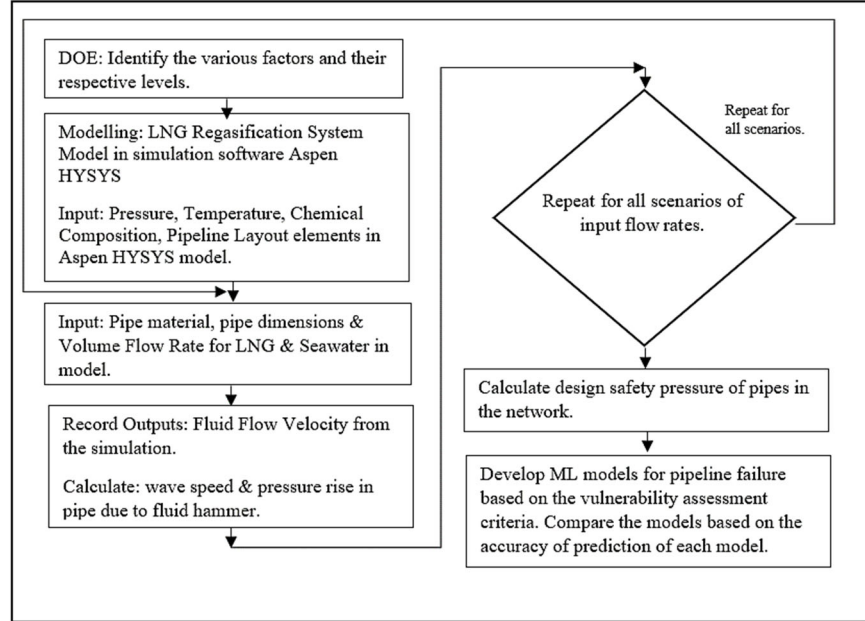 DOE: Identify the various factors and their
respective levels.
Modelling: LNG Regasification System
Model in simulation software Aspen
HYSYS
Input: Pressure, Temperature, Chemical
Composition, Pipeline Layout elements in
Aspen HYSYS model.
Input: Pipe material, pipe dimensions &
Volume Flow Rate for LNG & Seawater in
model.
Record Outputs: Fluid Flow Velocity from
the simulation.
Calculate: wave speed & pressure rise in
pipe due to fluid hammer.
Repeat for all scenarios of
input flow rates.
Repeat for
all scenarios.
Calculate design safety pressure of pipes in
the network.
Develop ML models for pipeline failure
based on the vulnerability assessment
criteria. Compare the models based on the
accuracy of prediction of each model.